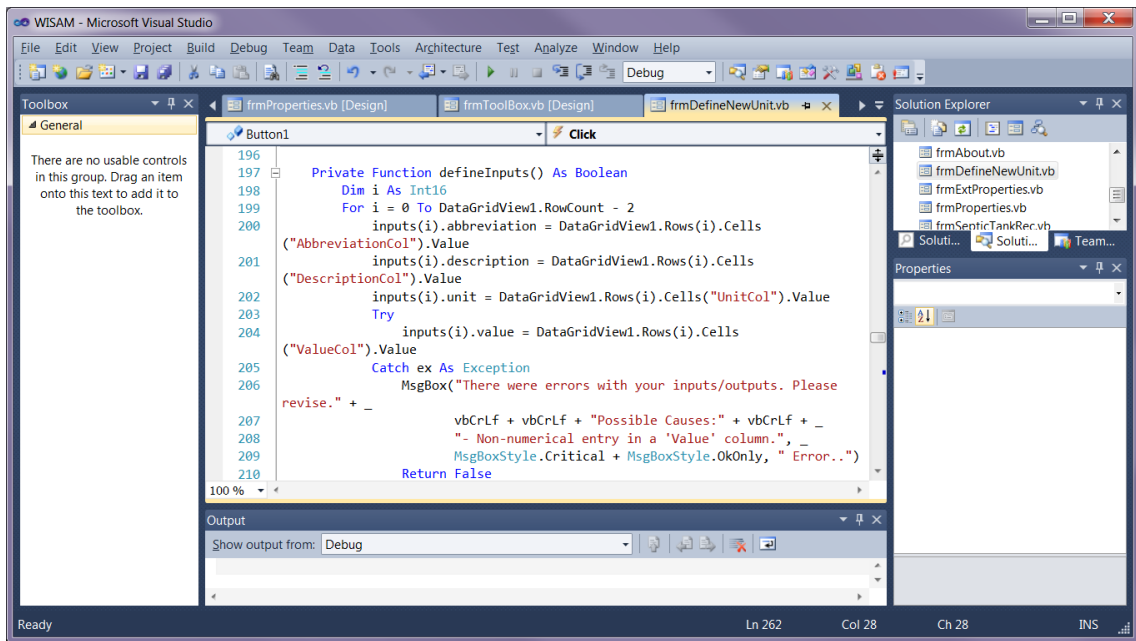 WISAM - Microsoft Visual Studio
File Edit View Project Build Debug Team Data Tools Architecture Test Analyze Window Help
Debug
Toolbox
General
There are no usable controls
in this group. Drag an item
onto this text to add it to
the toolbox.
frmProperties.vb [Design]
frmToolBox.vb [Design]
frmDefineNewUnit.vb
Button1
Click
196
197 Private Function defineInputs() As Boolean
198 Dim i As Int16
199 For i = 0 To DataGridView1.RowCount - 2
200 inputs(i).abbreviation = DataGridView1.Rows(i).Cells
("AbbreviationCol").Value
201 inputs(i).description = DataGridView1.Rows(i).Cells
("DescriptionCol").Value
202 inputs(i).unit = DataGridView1.Rows(i).Cells("UnitCol").Value
203 Try
204 inputs(i).value = DataGridView1.Rows(i).Cells
("ValueCol").Value
205 Catch ex As Exception
206 MsgBox("There were errors with your inputs/outputs. Please
revise." + _
207 vbCrLf + vbCrLf + "Possible Causes:" + vbCrLf + _
208 "- Non-numerical entry in a 'Value' column.", _
209 MsgBoxStyle.Critical + MsgBoxStyle.OkOnly, " Error..")
210 Return False
100 %
Output
Show output from: Debug
Solution Explorer
frmAbout.vb
frmDefineNewUnit.vb
frmExtProperties.vb
frmProperties.vb
frmSepticTankRec.vb
Soluti... Soluti... Team...
Properties
Ready
Ln 262 Col 28 Ch 28 INS